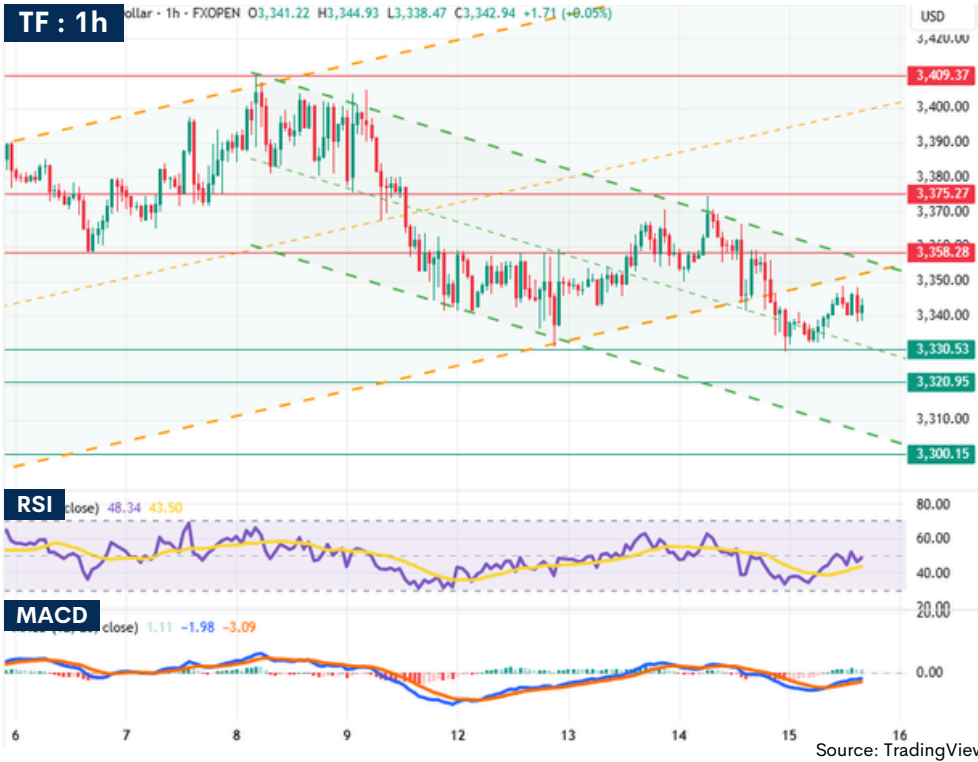 TF : 1h
ollar · 1h · FXOPEN O3,341.22 H3,344.93 L3,338.47 C3,342.94 +1.71 (+0.05%)
USD
3,420.00
3,409.37
3,400.00
3,390.00
3,380.00
3,375.27
3,370.00
3,358.28
3,350.00
3,340.00
3,330.53
3,320.95
3,310.00
3,300.15
RSI close) 48.34 43.50
80.00
60.00
40.00
20.00
MACD
close) 1.11 −1.98 −3.09
0.00
6 7 8 9 12 13 14 15 16
Source: TradingView